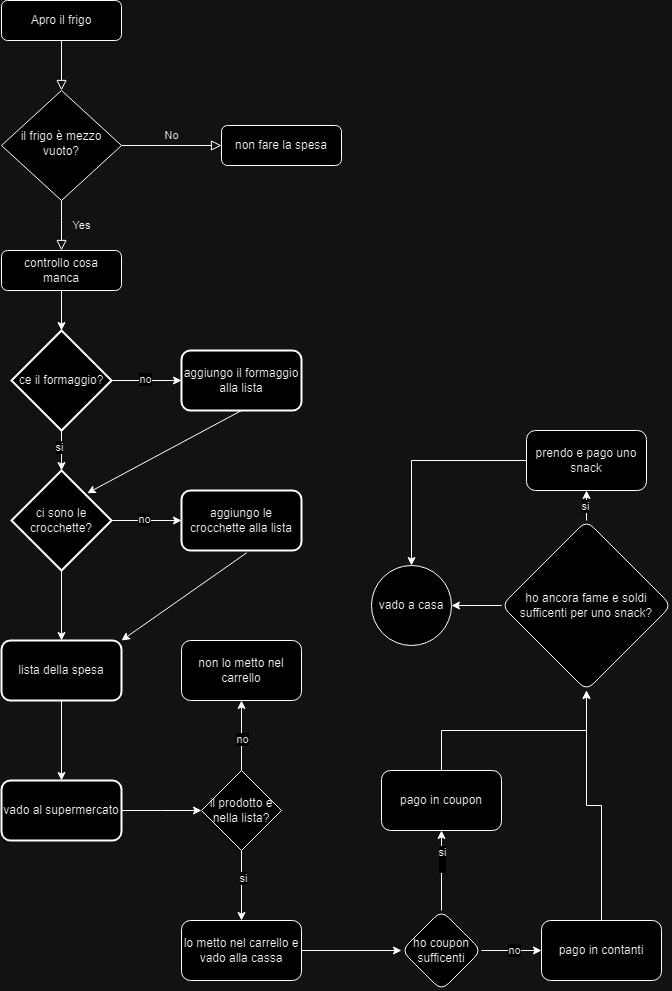 Apro il frigo
il frigo è mezzo
vuoto?
No
non fare la spesa
Yes
controllo cosa
manca
ce il formaggio?
no
aggiungo il formaggio
alla lista
si
ci sono le
crocchette?
no
aggiungo le
crocchette alla lista
lista della spesa
vado al supermercato
non lo metto nel
carrello
no
il prodotto è
nella lista?
si
lo metto nel carrello e
vado alla cassa
ho coupon
sufficenti
si
pago in coupon
no
pago in contanti
ho ancora fame e soldi
sufficenti per uno snack?
si
prendo e pago uno
snack
vado a casa